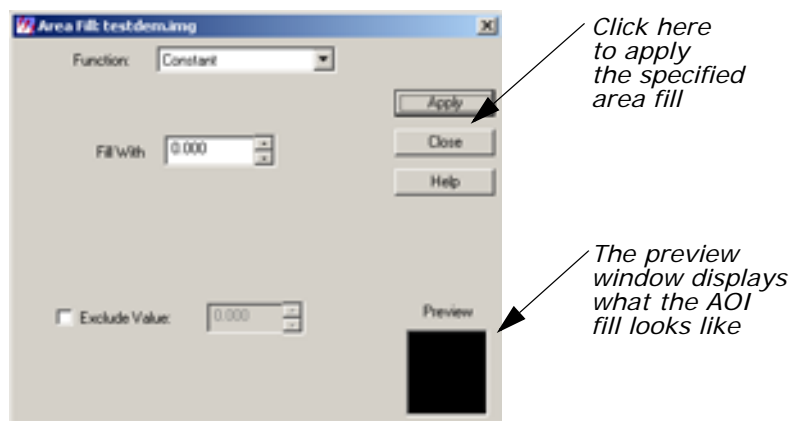 Area Fill: testdem.img
Function:
Constant
Apply
Fill With
0.000
Close
Help
Exclude Value:
0.000
Preview
Click here
to apply
the specified
area fill
The preview
window displays
what the AOI
fill looks like